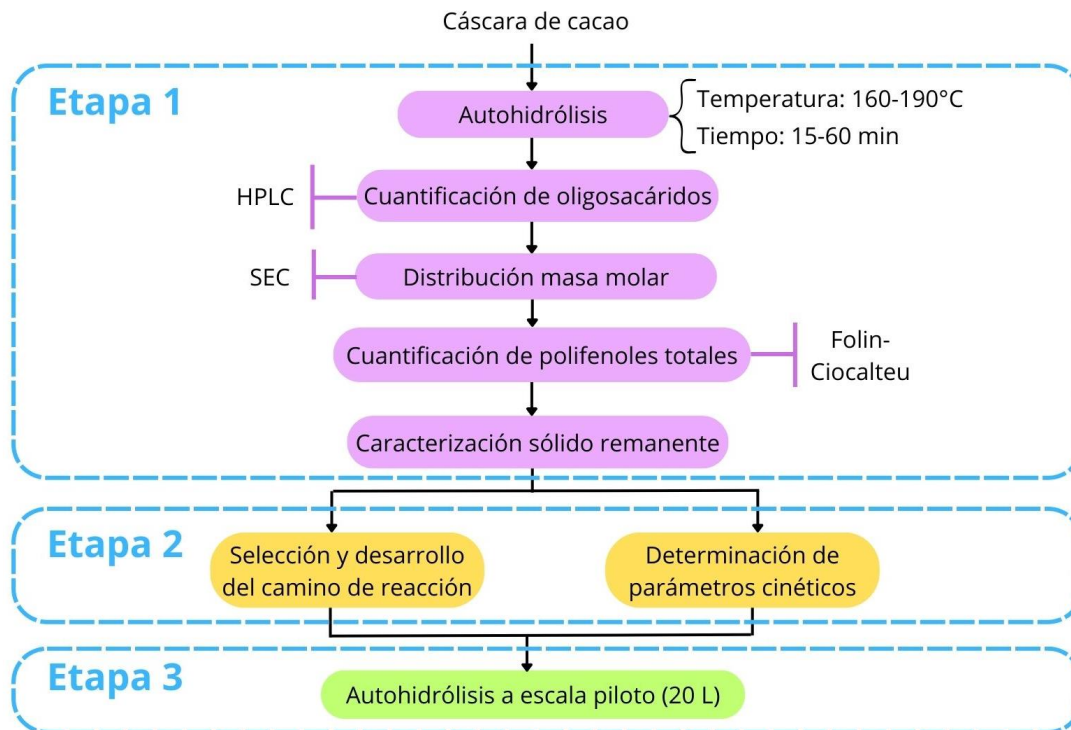 Cáscara de cacao
Etapa 1
Autohidrólisis
Temperatura: 160-190°C
Tiempo: 15-60 min
HPLC
Cuantificación de oligosacáridos
SEC
Distribución masa molar
Cuantificación de polifenoles totales
Folin-
Ciocalteu
Caracterización sólido remanente
Etapa 2
Selección y desarrollo
del camino de reacción
Determinación de
parámetros cinéticos
Etapa 3
Autohidrólisis a escala piloto (20 L)